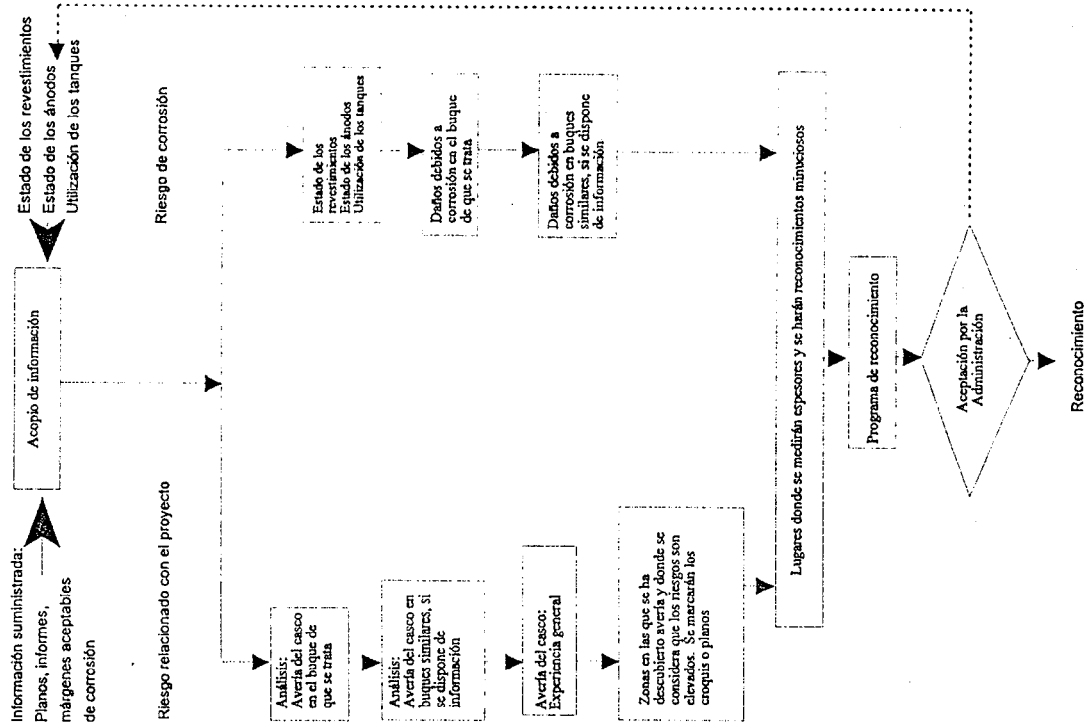 Información suministrada:
Planos, informes,
márgenes aceptables
de corrosión
Acopio de información
Estado de los revestimientos
Estado de los ánodos
Utilización de los tanques
Riesgo relacionado con el proyecto
Riesgo de corrosión
Análisis:
Avería del casco
en el buque de
que se trata
Análisis:
Avería del casco en
buques similares, si
se dispone de
información
Avería del casco:
Experiencia general
Zonas en las que se ha
descubierto avería y donde se
considera que los riesgos son
elevados. Se marcarán los
croquis o planos
Estado de los
revestimientos
Estado de los ánodos
Utilización de los tanques
Daños debidos a
corrosión en el buque
de que se trata
Daños debidos a
corrosión en buques
similares, si se dispone
de información
Lugares donde se medirán espesores y se harán reconocimientos minuciosos
Programa de reconocimiento
Aceptación por la
Administración
Reconocimiento